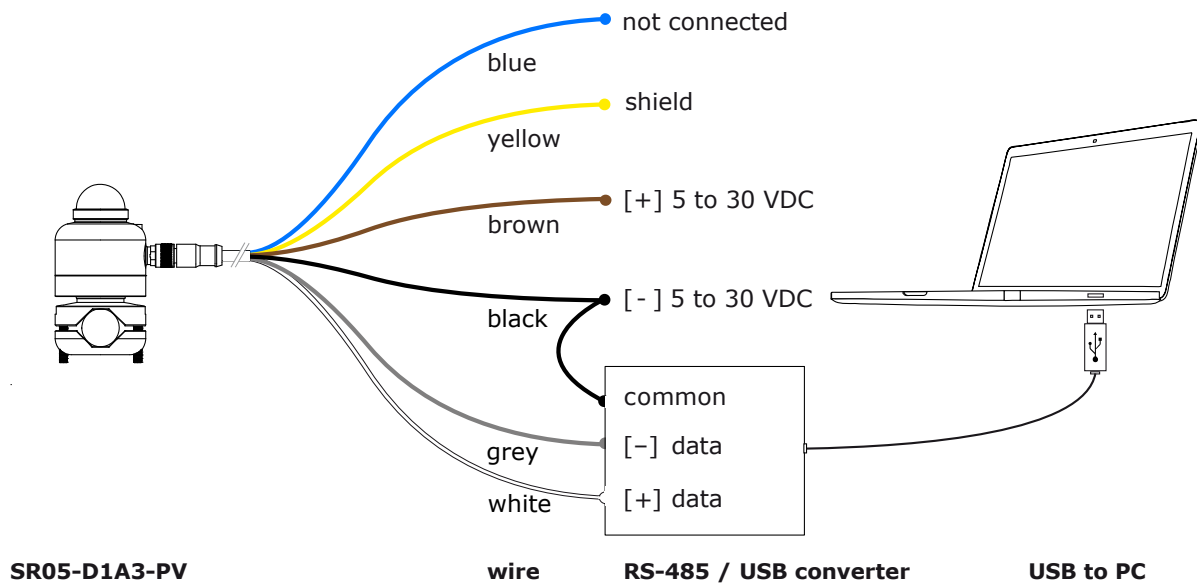 not connected
blue
shield
yellow
[+] 5 to 30 VDC
brown
[-] 5 to 30 VDC
black
common
[–] data
grey
[+] data
white
SR05-D1A3-PV wire RS-485 / USB converter USB to PC